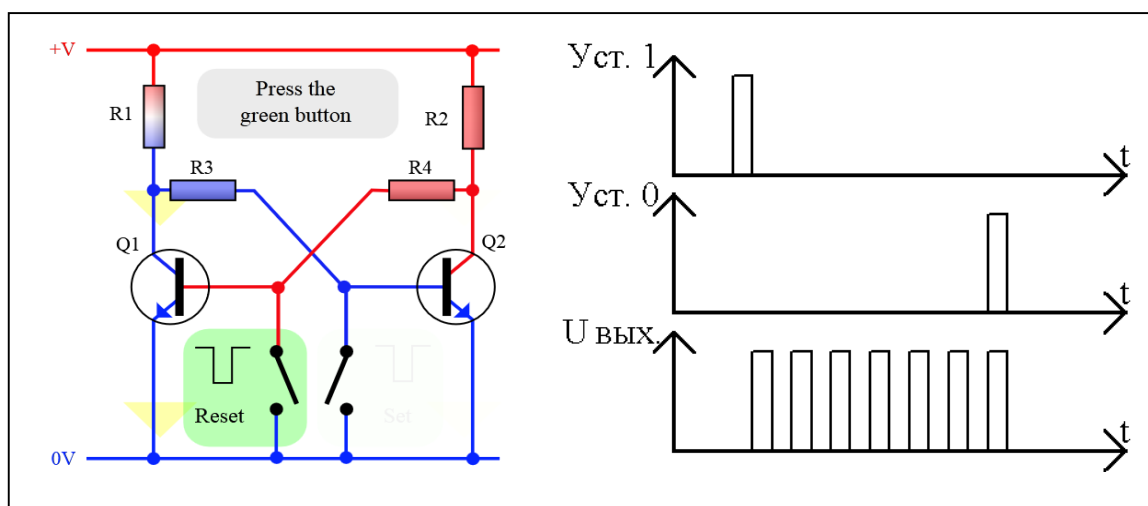 +V
Press the
green button
R1
R2
R3
R4
Q1
Q2
Reset
Set
0V
Уст. 1
t
Уст. 0
t
U вых.
t